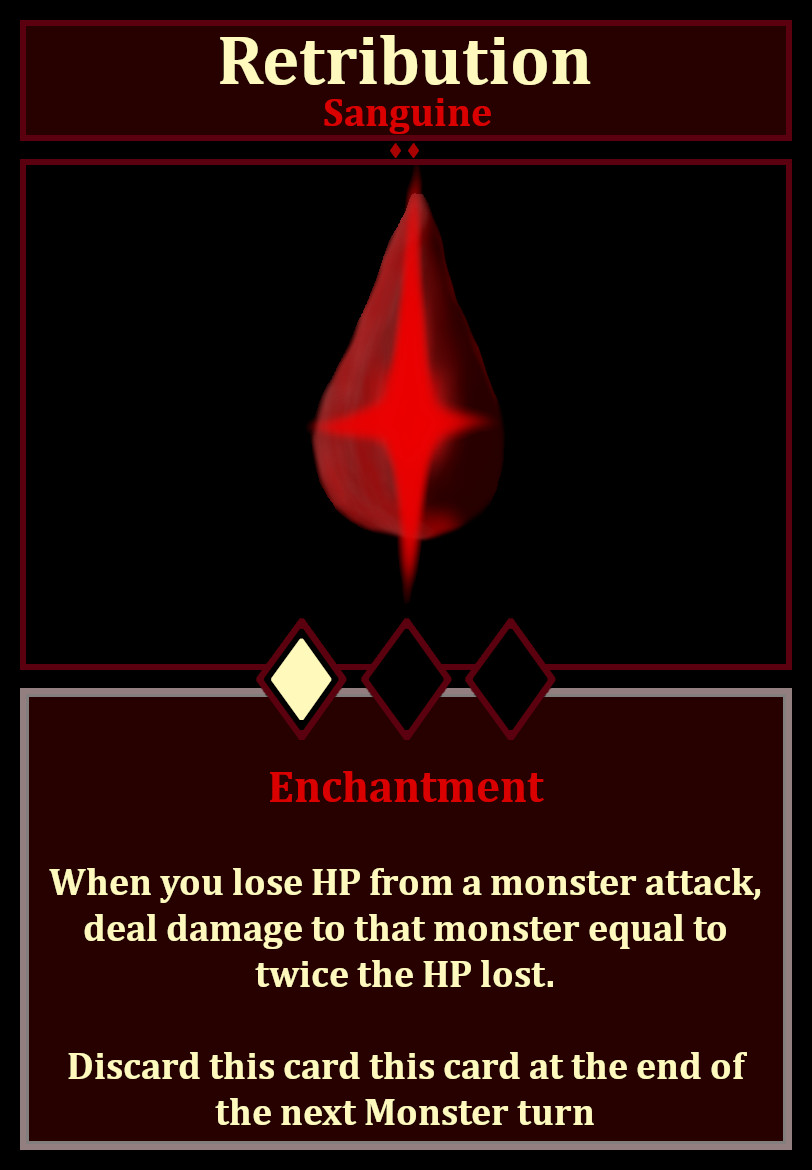 Retribution
Sanguine
Enchantment
When you lose HP from a monster attack,
deal damage to that monster equal to
twice the HP lost.
Discard this card this card at the end of
the next Monster turn